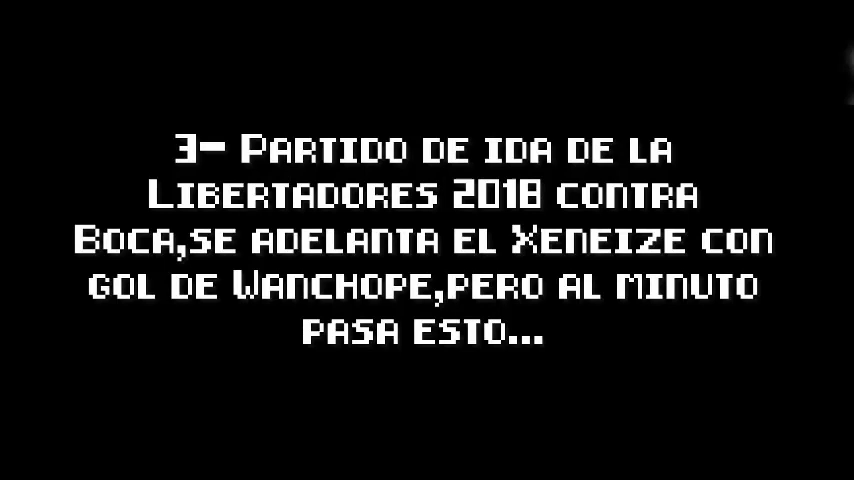 3- Partido de ida de la
Libertadores 2018 contra
Boca,se adelanta el Xeneize con
gol de Wanchope,pero al minuto
pasa esto...